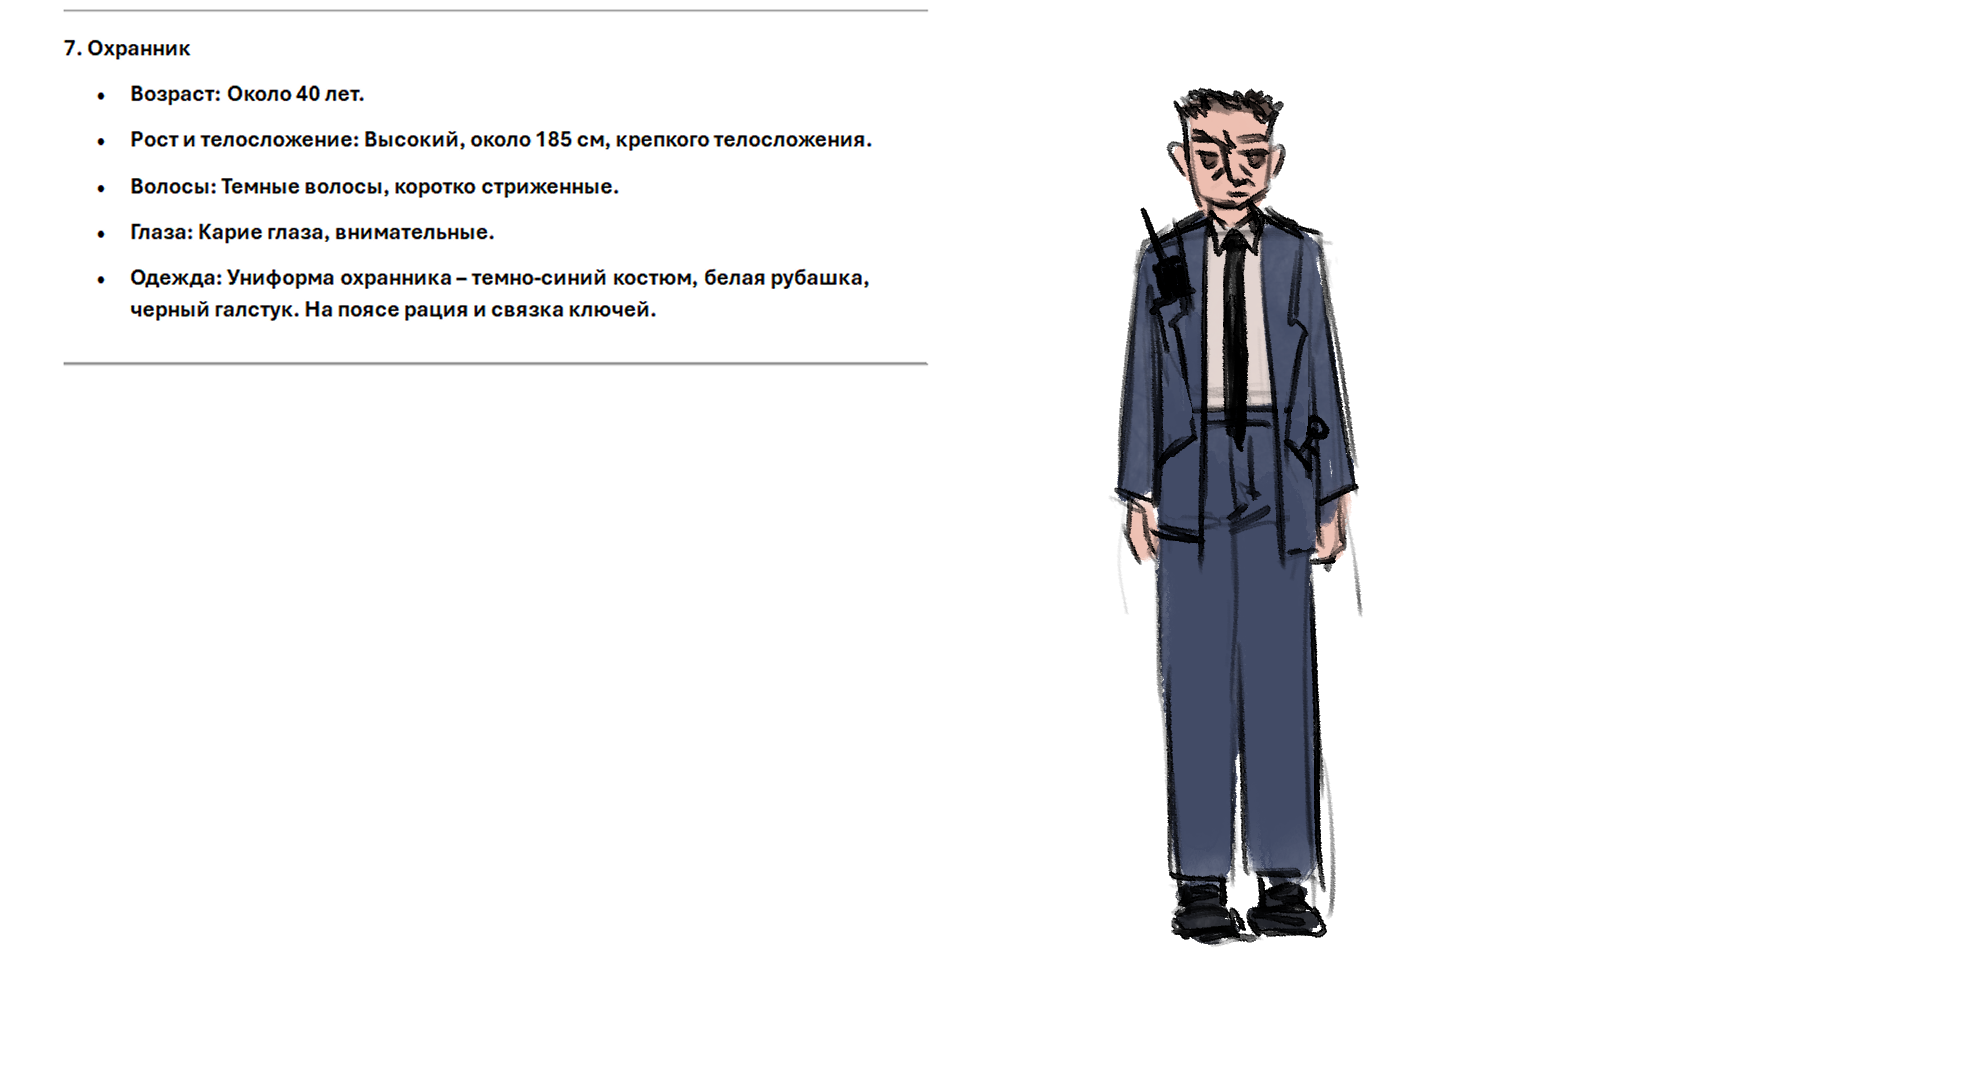 7. Охранник
• Возраст: Около 40 лет.
• Рост и телосложение: Высокий, около 185 см, крепкого телосложения.
• Волосы: Темные волосы, коротко стриженные.
• Глаза: Карие глаза, внимательные.
• Одежда: Униформа охранника – темно-синий костюм, белая рубашка,
черный галстук. На поясе рация и связка ключей.